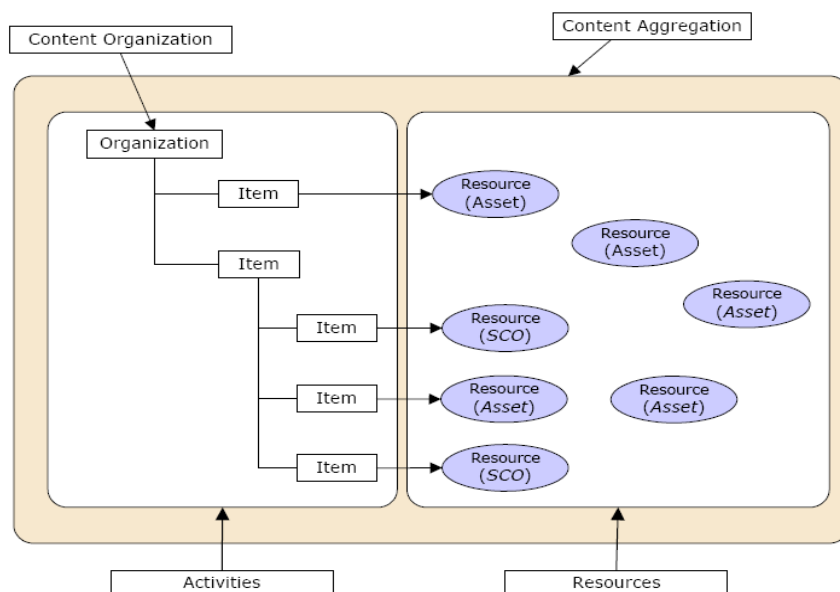 Content Organization
Content Aggregation
Organization
Item
Resource
(Asset)
Resource
(Asset)
Item
Resource
(Asset)
Item
Resource
(SCO)
Item
Resource
(Asset)
Resource
(Asset)
Item
Resource
(SCO)
Activities
Resources